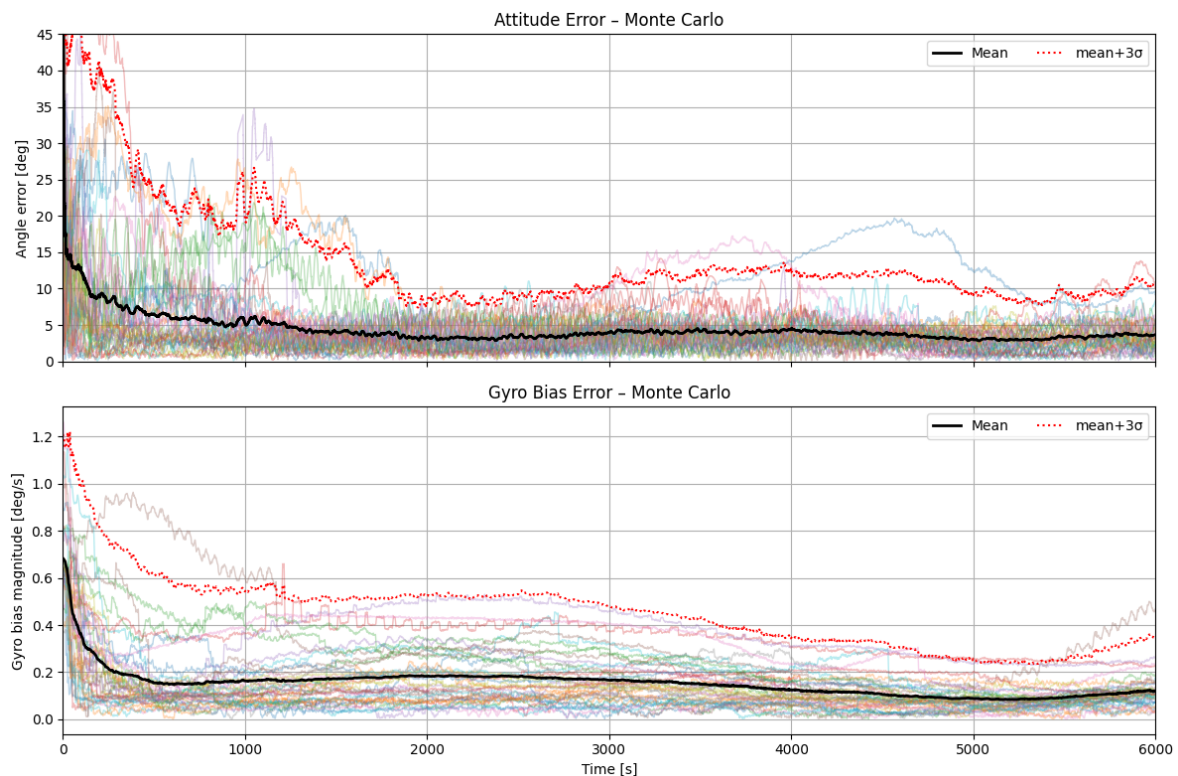 Attitude Error – Monte Carlo
45
40
35
30
25
20
15
10
5
0
Angle error [deg]
Mean
mean+3σ
Gyro Bias Error – Monte Carlo
1.2
1.0
0.8
0.6
0.4
0.2
0.0
Gyro bias magnitude [deg/s]
Mean
mean+3σ
0 1000 2000 3000 4000 5000 6000
Time [s]